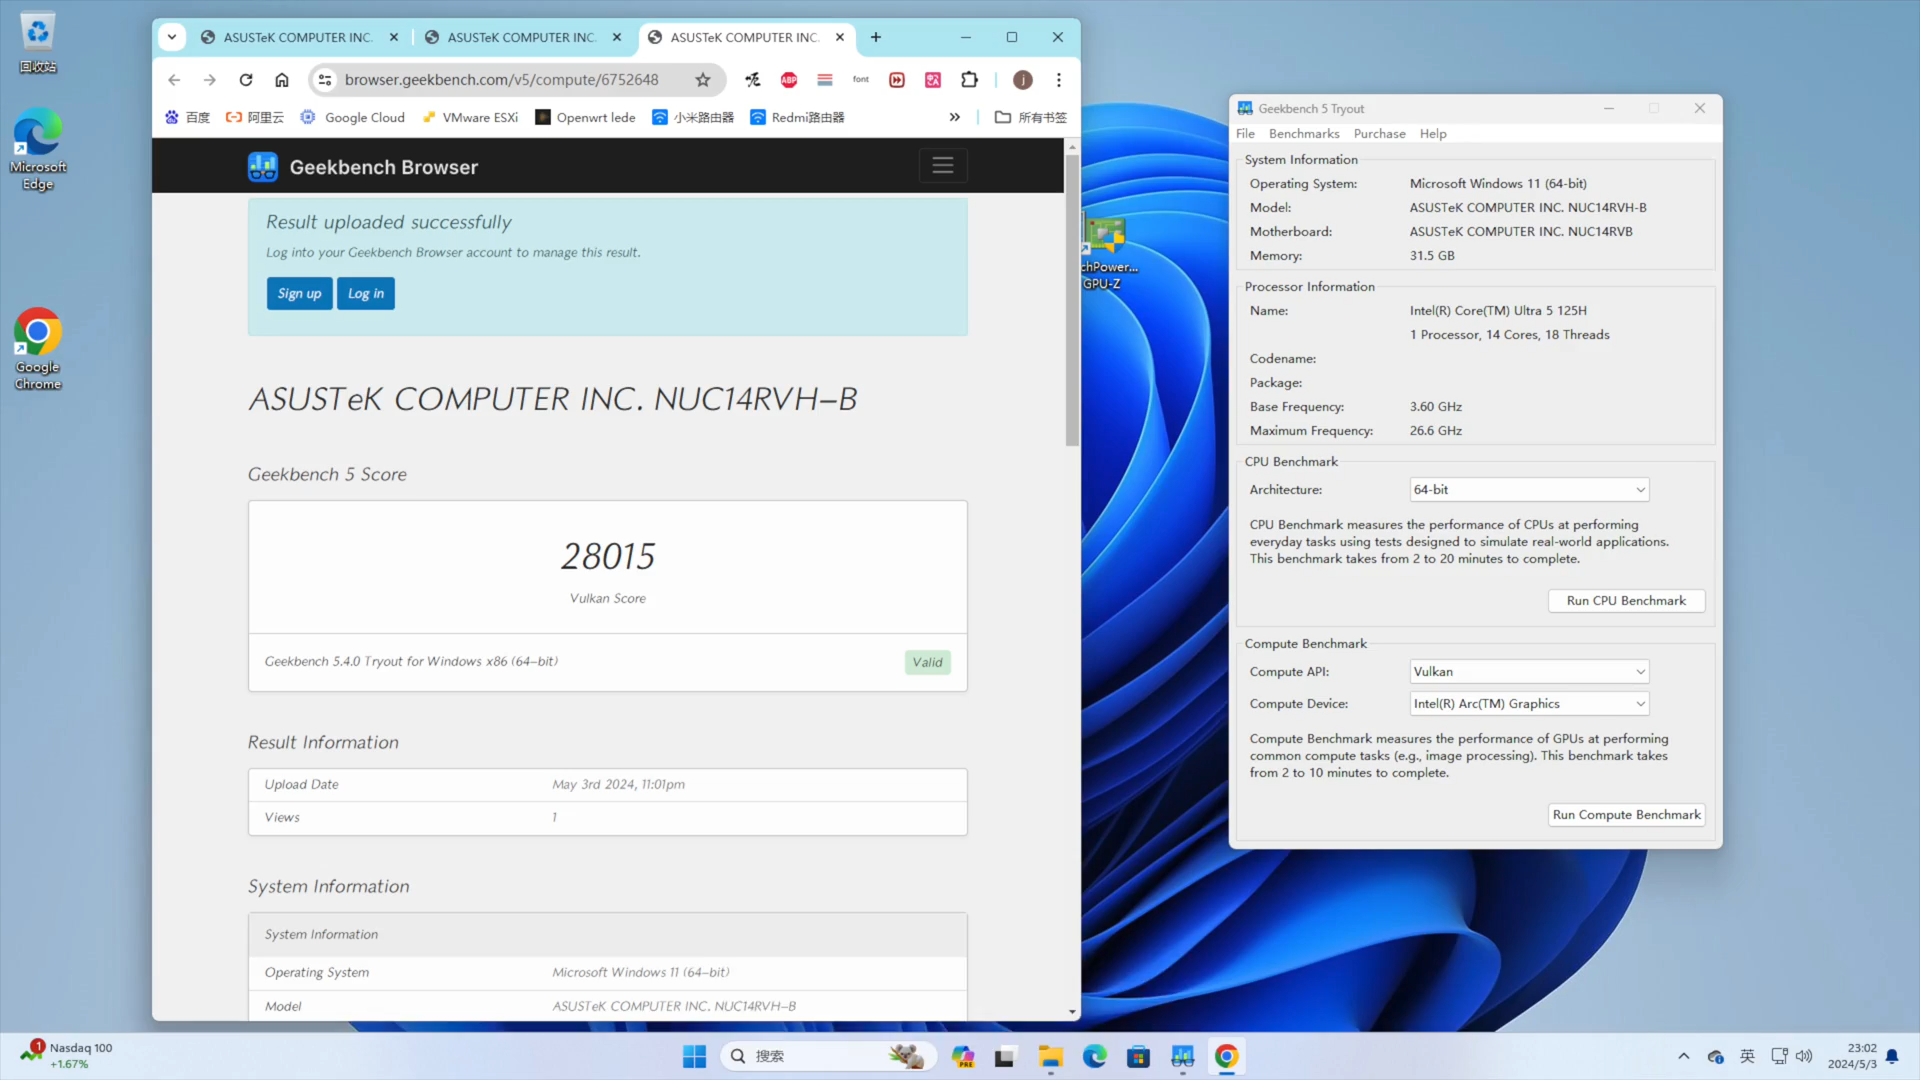 回收站
Microsoft
Edge
Google
Chrome
ASUSTeK COMPUTER INC.
ASUSTeK COMPUTER INC.
ASUSTeK COMPUTER INC.
browser.geekbench.com/v5/compute/6752648
ABP
font
i
百度
阿里云
Google Cloud
VMware ESXi
Openwrt lede
小米路由器
Redmi路由器
所有书签
Geekbench Browser
Result uploaded successfully
Log into your Geekbench Browser account to manage this result.
Sign up
Log in
ASUSTeK COMPUTER INC. NUC14RVH-B
Geekbench 5 Score
28015
Vulkan Score
Geekbench 5.4.0 Tryout for Windows x86 (64-bit)
Valid
Result Information
Upload Date May 3rd 2024, 11:01pm
Views 1
System Information
System Information
Operating System Microsoft Windows 11 (64-bit)
Model ASUSTeK COMPUTER INC. NUC14RVH-B
chPower...
GPU-Z
Geekbench 5 Tryout
File Benchmarks Purchase Help
System Information
Operating System: Microsoft Windows 11 (64-bit)
Model: ASUSTeK COMPUTER INC. NUC14RVH-B
Motherboard: ASUSTeK COMPUTER INC. NUC14RVB
Memory: 31.5 GB
Processor Information
Name: Intel(R) Core(TM) Ultra 5 125H
1 Processor, 14 Cores, 18 Threads
Codename:
Package:
Base Frequency: 3.60 GHz
Maximum Frequency: 26.6 GHz
CPU Benchmark
Architecture: 64-bit
CPU Benchmark measures the performance of CPUs at performing
everyday tasks using tests designed to simulate real-world applications.
This benchmark takes from 2 to 20 minutes to complete.
Run CPU Benchmark
Compute Benchmark
Compute API: Vulkan
Compute Device: Intel(R) Arc(TM) Graphics
Compute Benchmark measures the performance of GPUs at performing
common compute tasks (e.g., image processing). This benchmark takes
from 2 to 10 minutes to complete.
Run Compute Benchmark
1
Nasdaq 100
+1.67%
搜索
PRE
英
23:02
2024/5/3